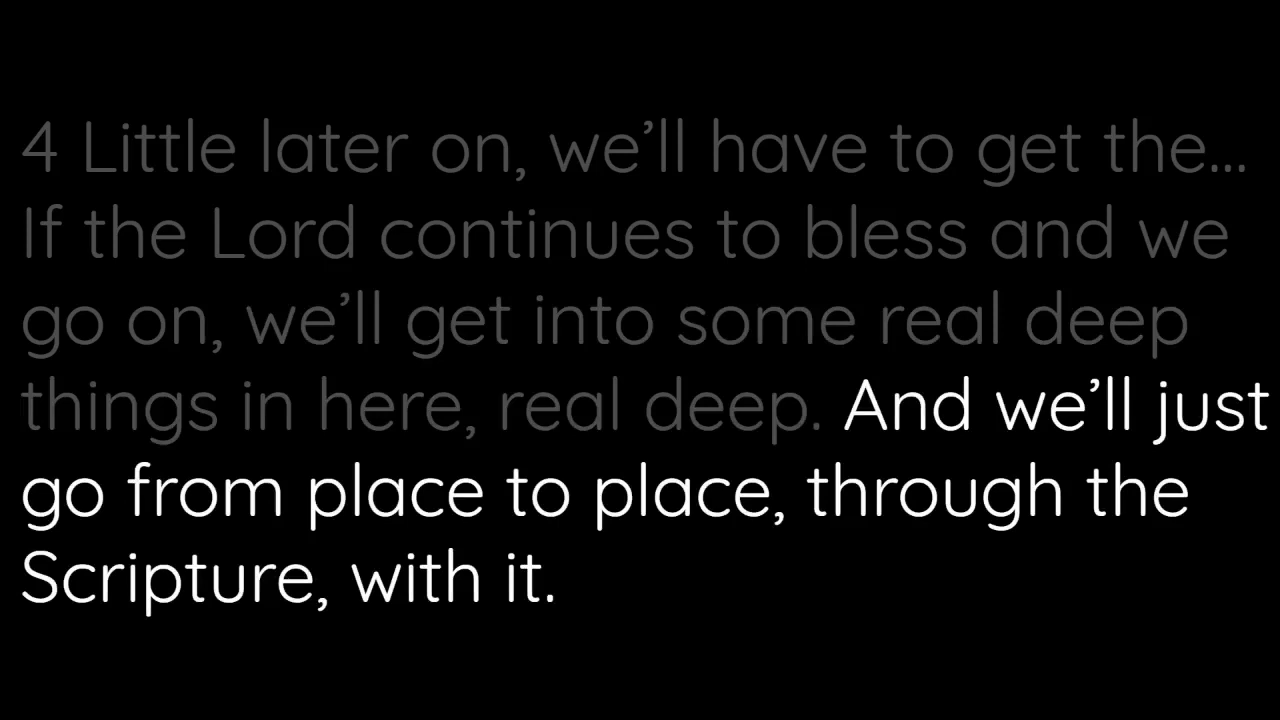 4 Little later on, we’ll have to get the...
If the Lord continues to bless and we
go on, we’ll get into some real deep
things in here, real deep. And we’ll just
go from place to place, through the
Scripture, with it.